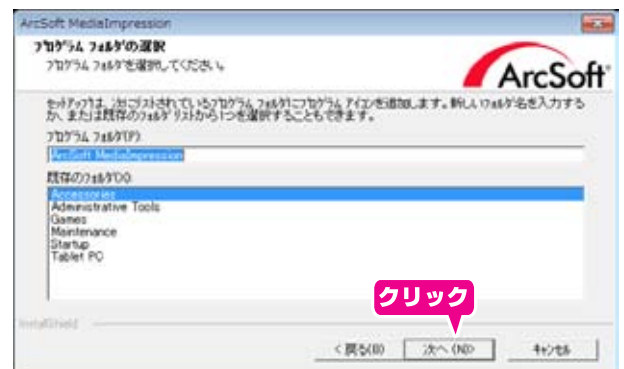 ArcSoft MediaImpression
プログラム フォルダの選択
プログラム フォルダを選択してください。
ArcSoft
セットアップは、次にリストされているプログラム フォルダにプログラム アイコンを追加します。新しいフォルダ名を入力する
か、または既存のフォルダ リストから1つを選択することもできます。
プログラム フォルダ(P):
ArcSoft MediaImpression
既存のフォルダ(X):
Accessories
Administrative Tools
Games
Maintenance
Startup
Tablet PC
クリック
InstallShield
< 戻る(B)
次へ (N)>
キャンセル